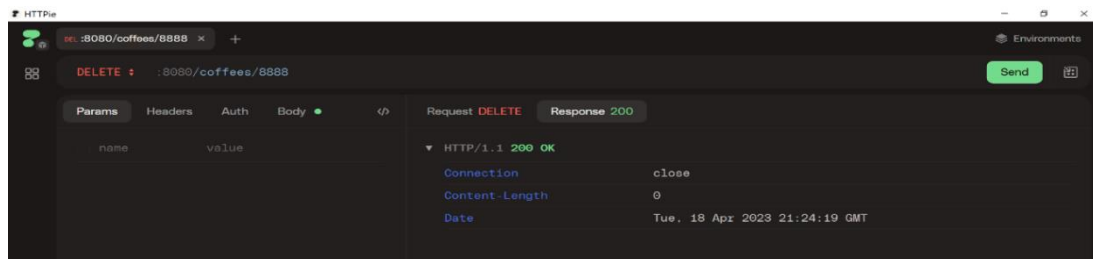 HTTPie
DEL :8080/coffees/8888 × +
Environments
DELETE :8080/coffees/8888
Send
Params Headers Auth Body </>
Request DELETE Response 200
name value
HTTP/1.1 200 OK
Connection close
Content-Length 0
Date Tue, 18 Apr 2023 21:24:19 GMT